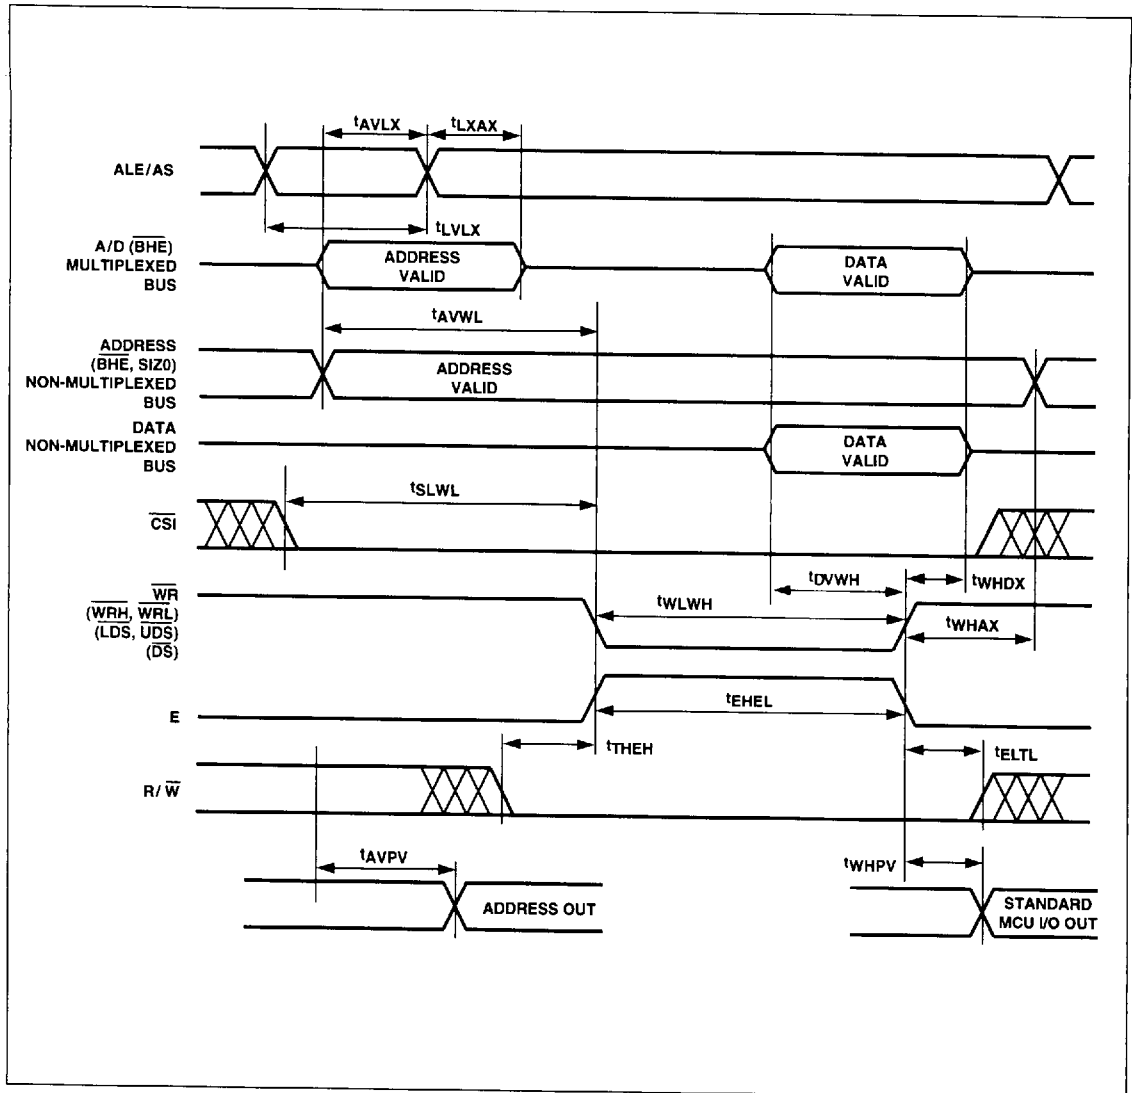 tAVLX
tLXAX
ALE/AS
tLVLX
A/D (BHE)
MULTIPLEXED
BUS
ADDRESS
VALID
DATA
VALID
tAVWL
ADDRESS
(BHE, SIZ0)
NON-MULTIPLEXED
BUS
ADDRESS
VALID
DATA
NON-MULTIPLEXED
BUS
DATA
VALID
tSLWL
CSI
tDVWH
tWHDX
WR
(WRH, WRL)
(LDS, UDS)
(DS)
tWLWH
tWHAX
E
tEHEL
tTHEH
tELTL
R/W
tAVPV
tWHPV
ADDRESS OUT
STANDARD
MCU I/O OUT